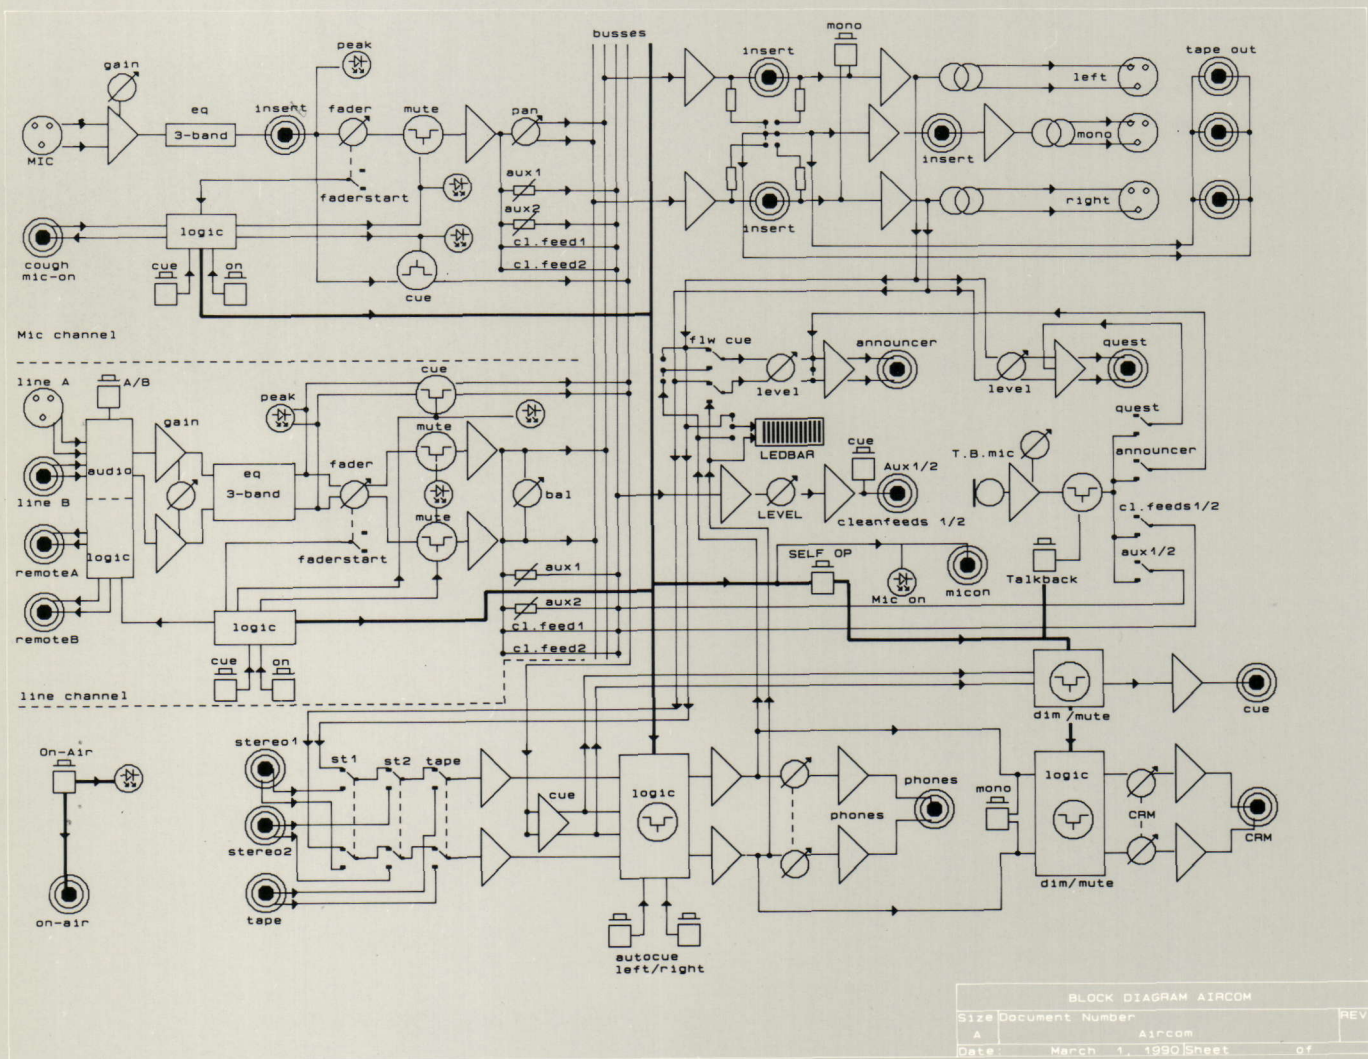 busses
mono
insert
tape out
left
mono
insert
right
insert
peak
gain
eq
3-band
insert
fader
mute
pan
MIC
aux1
faderstart
aux2
logic
cl.feed1
cl.feed2
cough
mic-on
cue
on
cue
Mic channel
flw cue
announcer
quest
level
level
line A
A/B
cue
peak
gain
mute
quest
LEDBAR
cue
T.B.mic
announcer
audio
eq
3-band
fader
Aux1/2
line B
bal
LEVEL
cleanfeeds 1/2
cl.feeds1/2
mute
logic
faderstart
SELF OP
aux1/2
remoteA
aux1
Mic on
micon
Talkback
aux2
remoteB
logic
cl.feed1
cl.feed2
cue
on
line channel
dim/mute
cue
On-Air
stereo1
st1
st2
tape
cue
logic
phones
phones
mono
logic
CRM
CRM
stereo2
dim/mute
on-air
tape
autocue
left/right
BLOCK DIAGRAM AIRCOM
Size Document Number REV
A Aircom
Date: March 1, 1990 Sheet of